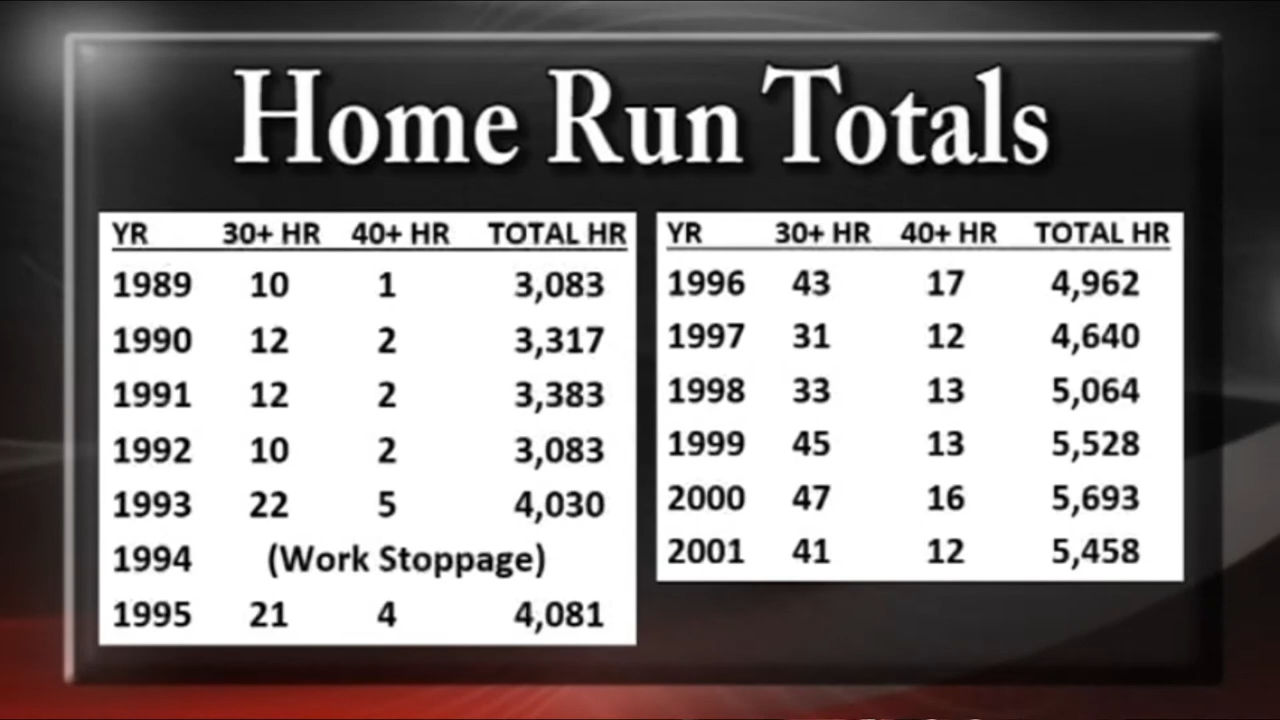 Home Run Totals
YR 30+ HR 40+ HR TOTAL HR
1989 10 1 3,083
1990 12 2 3,317
1991 12 2 3,383
1992 10 2 3,083
1993 22 5 4,030
1994 (Work Stoppage)
1995 21 4 4,081
YR 30+ HR 40+ HR TOTAL HR
1996 43 17 4,962
1997 31 12 4,640
1998 33 13 5,064
1999 45 13 5,528
2000 47 16 5,693
2001 41 12 5,458